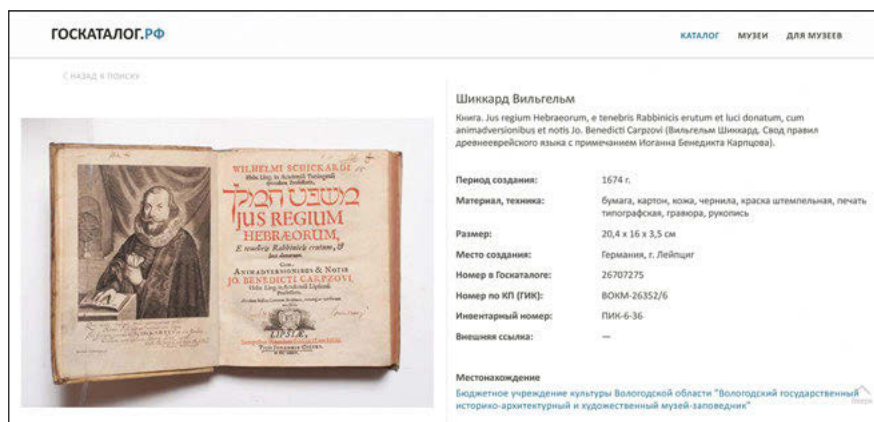 ГОСКАТАЛОГ.РФ
КАТАЛОГ МУЗЕИ ДЛЯ МУЗЕЕВ
НАЗАД К ПОИСКУ
WILHELMI SCHICKARDI
משפט המלך
JUS REGIUM
HEBRÆORUM,
E tenebris Rabbinicis erutum, &
luci donatum.
Cum
ANIMADVERSIONIBUS & NOTIS
JO. BENEDICTI CARPZOVI,
LIPSIÆ,
Шиккард Вильгельм
Книга. Jus regium Hebraeorum, e tenebris Rabbinicis erutum et luci donatum, cum
animadversionibus et notis Jo. Benedicti Carpzovi (Вильгельм Шиккард. Свод правил
древнееврейского языка с примечанием Иоганна Бенедикта Карпцова).
Период создания: 1674 г.
Материал, техника: бумага, картон, кожа, чернила, краска штемпельная, печать
типографская, гравюра, рукопись
Размер: 20,4 x 16 x 3,5 см
Место создания: Германия, г. Лейпциг
Номер в Госкаталоге: 26707275
Номер по КП (ГИК): ВОКМ-26352/6
Инвентарный номер: ПИК-6-36
Внешняя ссылка: —
Местонахождение
Бюджетное учреждение культуры Вологодской области "Вологодский государственный
историко-архитектурный и художественный музей-заповедник"